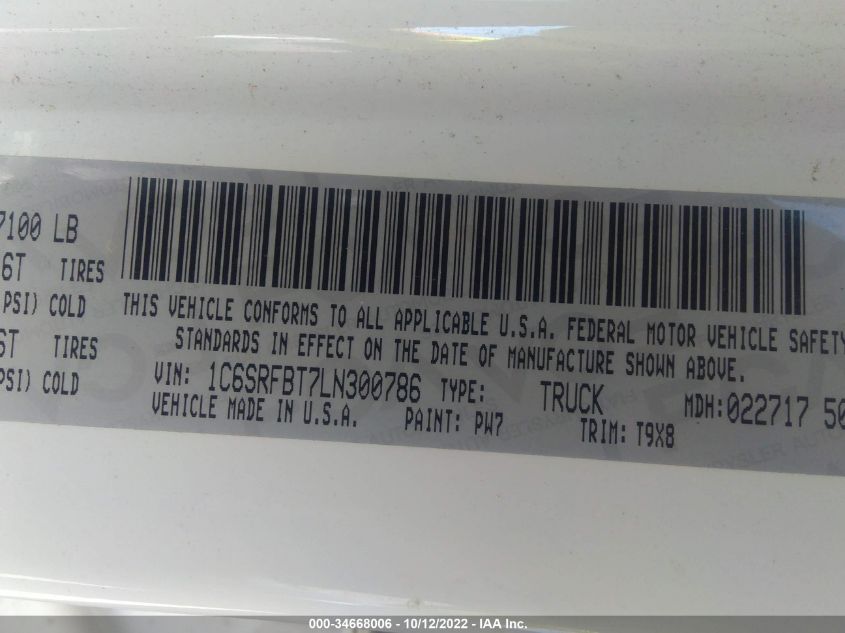 7100 LB
6T TIRES
PSI) COLD
6T TIRES
PSI) COLD
THIS VEHICLE CONFORMS TO ALL APPLICABLE U.S.A. FEDERAL MOTOR VEHICLE SAFETY
STANDARDS IN EFFECT ON THE DATE OF MANUFACTURE SHOWN ABOVE.
VIN: 1C6SRFBT7LN300786 TYPE: TRUCK MDH: 022717 50
VEHICLE MADE IN U.S.A. PAINT: PW7 TRIM: T9X8
000-34668006 - 10/12/2022 - IAA Inc.